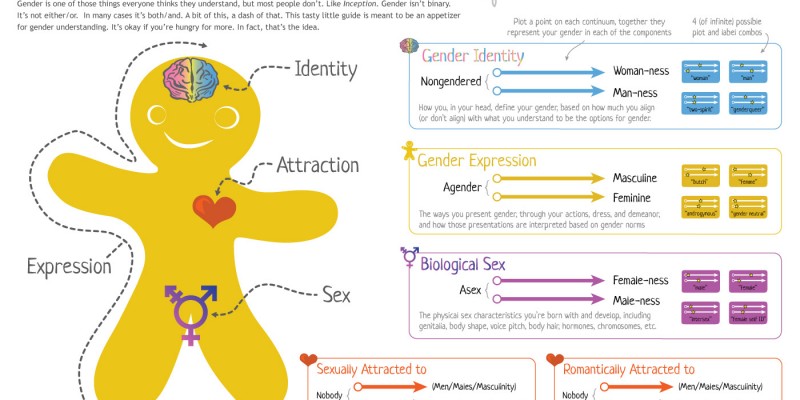 Gender is one of those things everyone thinks they understand, but most people don't. Like Inception. Gender isn't binary.
It's not either/or. In many cases it's both/and. A bit of this, a dash of that. This tasty little guide is meant to be an appetizer
for gender understanding. It's okay if you're hungry for more. In fact, that's the idea.
Identity
Attraction
Expression
Sex
Plot a point on each continuum, together they
represent your gender in each of the components
4 (of infinite) possible
plot and label combos
Gender Identity
Nongendered
Woman-ness
Man-ness
How you, in your head, define your gender, based on how much you align
(or don't align) with what you understand to be the options for gender.
"woman"
"man"
"two-spirit"
"genderqueer"
Gender Expression
Agender
Masculine
Feminine
The ways you present gender, through your actions, dress, and demeanor,
and how those presentations are interpreted based on gender norms
"butch"
"femme"
"androgynous"
"gender neutral"
Biological Sex
Asex
Female-ness
Male-ness
The physical sex characteristics you're born with and develop, including
genitalia, body shape, voice pitch, body hair, hormones, chromosomes, etc.
"male"
"female"
"intersex"
Sexually Attracted to
Nobody
(Men/Males/Masculinity)
Romantically Attracted to
Nobody
(Men/Males/Masculinity)